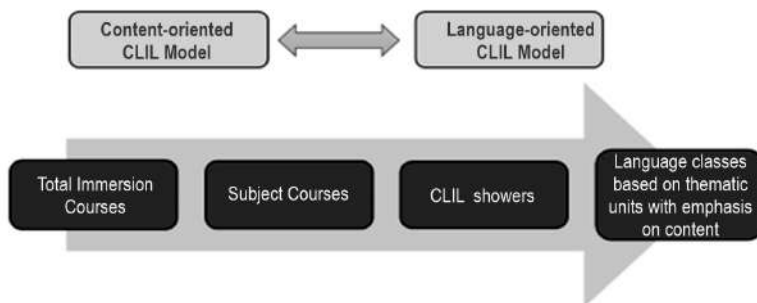 Content-oriented
CLIL Model
Language-oriented
CLIL Model
Total Immersion
Courses
Subject Courses
CLIL showers
Language classes
based on thematic
units with emphasis
on content